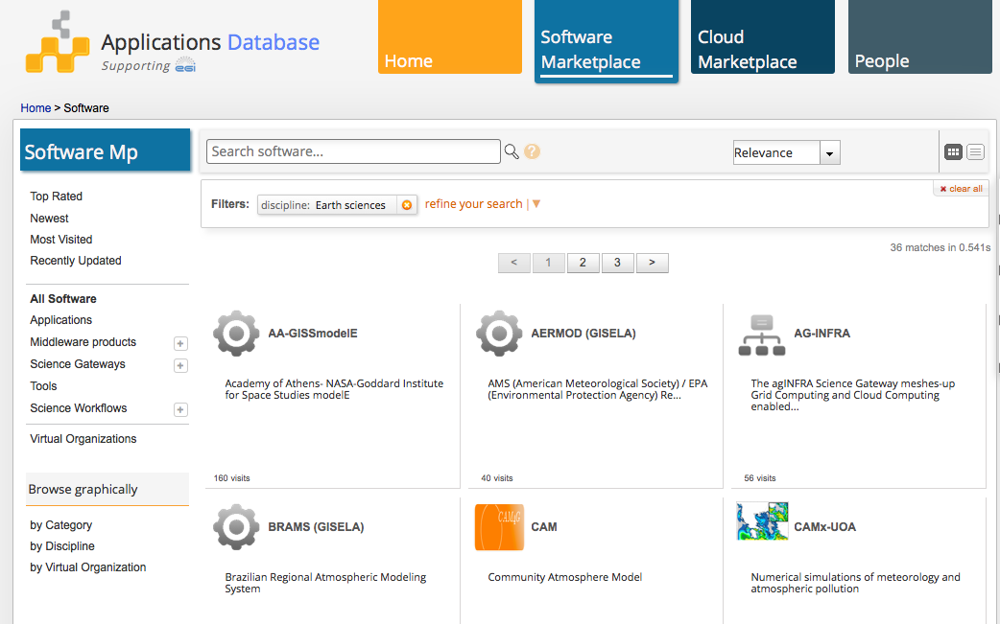 Applications Database
Supporting egi
Home
Software
Marketplace
Cloud
Marketplace
People
Home > Software
Software Mp
Search software...
?
Relevance
Top Rated
Newest
Most Visited
Recently Updated
All Software
Applications
Middleware products +
Science Gateways +
Tools
Science Workflows +
Virtual Organizations
Browse graphically
by Category
by Discipline
by Virtual Organization
Filters: discipline: Earth sciences refine your search |
clear all
36 matches in 0.541s
< 1 2 3 >
AA-GISSmodelE
Academy of Athens- NASA-Goddard Institute
for Space Studies modelE
160 visits
AERMOD (GISELA)
AMS (American Meteorological Society) / EPA
(Environmental Protection Agency) Re...
40 visits
AG-INFRA
The agINFRA Science Gateway meshes-up
Grid Computing and Cloud Computing
enabled...
56 visits
BRAMS (GISELA)
Brazilian Regional Atmospheric Modeling
System
CAM
Community Atmosphere Model
CAMx-UOA
Numerical simulations of meteorology and
atmospheric pollution